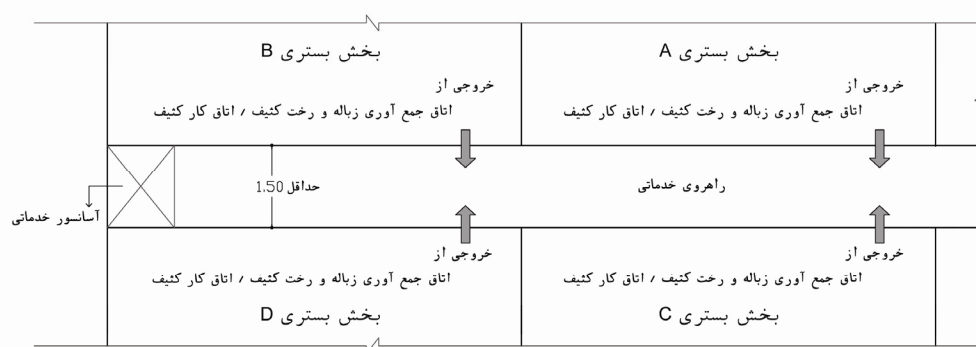 بخش بستری A
خروجی از
اتاق جمع آوری زباله و رخت کثیف / اتاق کار کثیف
بخش بستری B
خروجی از
اتاق جمع آوری زباله و رخت کثیف / اتاق کار کثیف
راهروی خدماتی
حداقل 1.50
آسانسور خدماتی
خروجی از
اتاق جمع آوری زباله و رخت کثیف / اتاق کار کثیف
بخش بستری C
خروجی از
اتاق جمع آوری زباله و رخت کثیف / اتاق کار کثیف
بخش بستری D